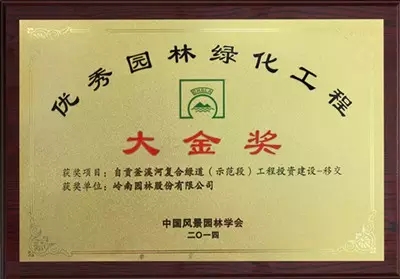 优秀园林绿化工程
大金奖
获奖项目：自贡釜溪河复合绿道（示范段）工程投资建设-移交
获奖单位：岭南园林股份有限公司
中国风景园林学会
二〇一四